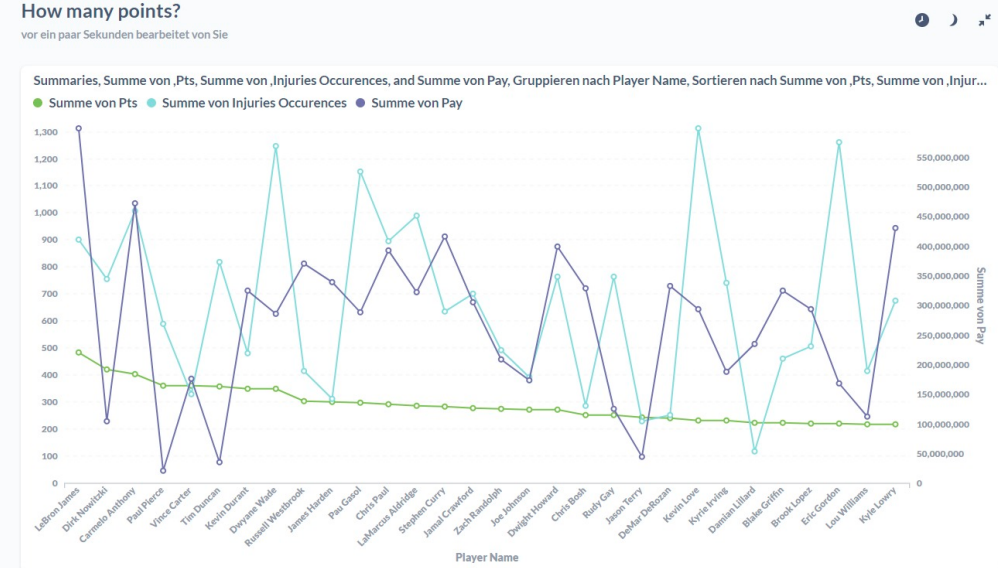 How many points?
vor ein paar Sekunden bearbeitet von Sie
Summaries, Summe von ,Pts, Summe von ,Injuries Occurences, and Summe von Pay, Gruppieren nach Player Name, Sortieren nach Summe von ,Pts, Summe von ,Injur...
Summe von Pts Summe von Injuries Occurences Summe von Pay
1,300
1,200
1,100
1,000
900
800
700
600
500
400
300
200
100
0
550,000,000
500,000,000
450,000,000
400,000,000
350,000,000
300,000,000
250,000,000
200,000,000
150,000,000
100,000,000
50,000,000
0
Summe von Pay
LeBron James
Dirk Nowitzki
Carmelo Anthony
Paul Pierce
Vince Carter
Tim Duncan
Kevin Durant
Dwyane Wade
Russell Westbrook
James Harden
Pau Gasol
Chris Paul
LaMarcus Aldridge
Stephen Curry
Jamal Crawford
Zach Randolph
Joe Johnson
Dwight Howard
Chris Bosh
Rudy Gay
Jason Terry
DeMar DeRozan
Kevin Love
Kyrie Irving
Damian Lillard
Blake Griffin
Brook Lopez
Eric Gordon
Lou Williams
Kyle Lowry
Player Name